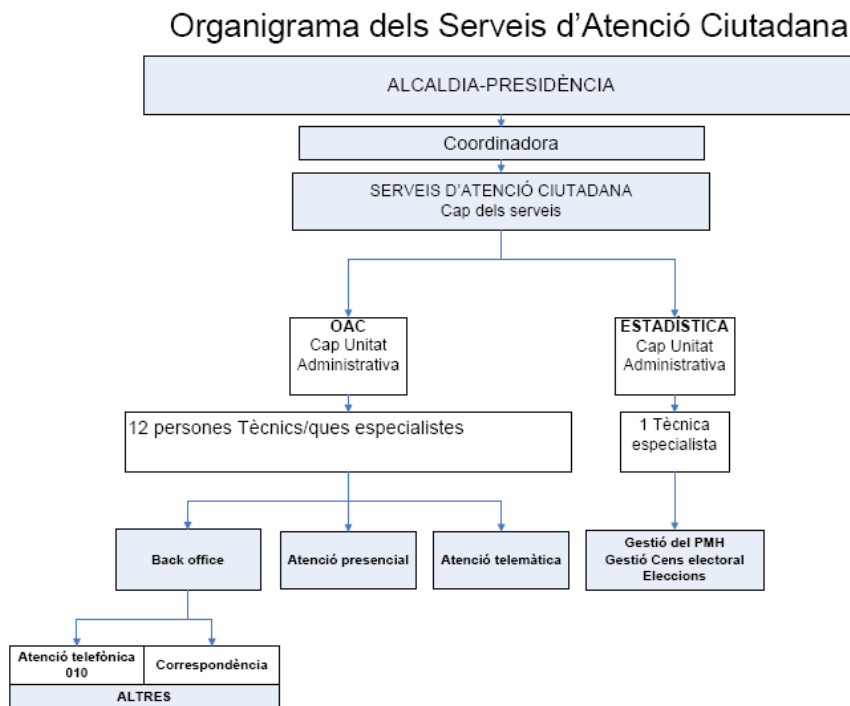 Organigrama dels Serveis d'Atenció Ciutadana
ALCALDIA-PRESIDÈNCIA
Coordinadora
SERVEIS D'ATENCIÓ CIUTADANA
Cap dels serveis
OAC
Cap Unitat
Administrativa
ESTADÍSTICA
Cap Unitat
Administrativa
12 persones Tècnics/ques especialistes
1 Tècnica
especialista
Back office
Atenció presencial
Atenció telemàtica
Gestió del PMH
Gestió Cens electoral
Eleccions
Atenció telefònica
010
Correspondència
ALTRES